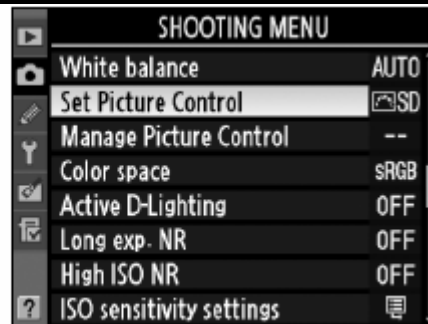 SHOOTING MENU
White balance AUTO
Set Picture Control SD
Manage Picture Control --
Color space sRGB
Active D-Lighting OFF
Long exp. NR OFF
High ISO NR OFF
? ISO sensitivity settings